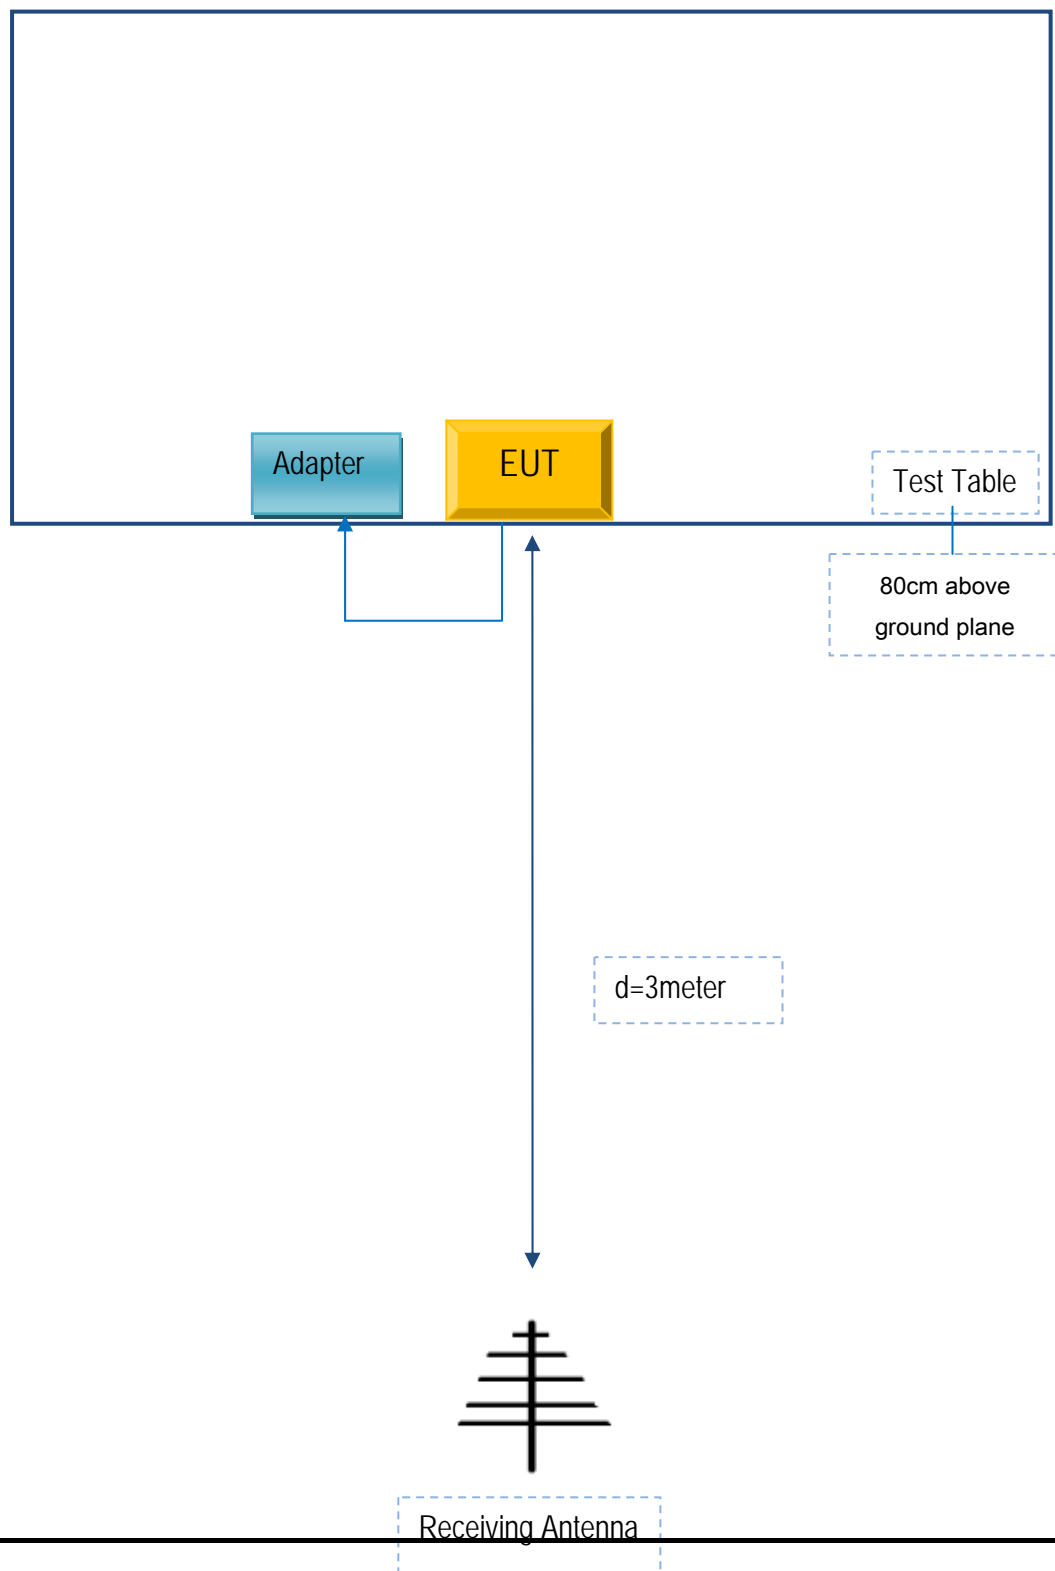 Adapter
EUT
Test Table
80cm above
ground plane
d=3meter
Receiving Antenna